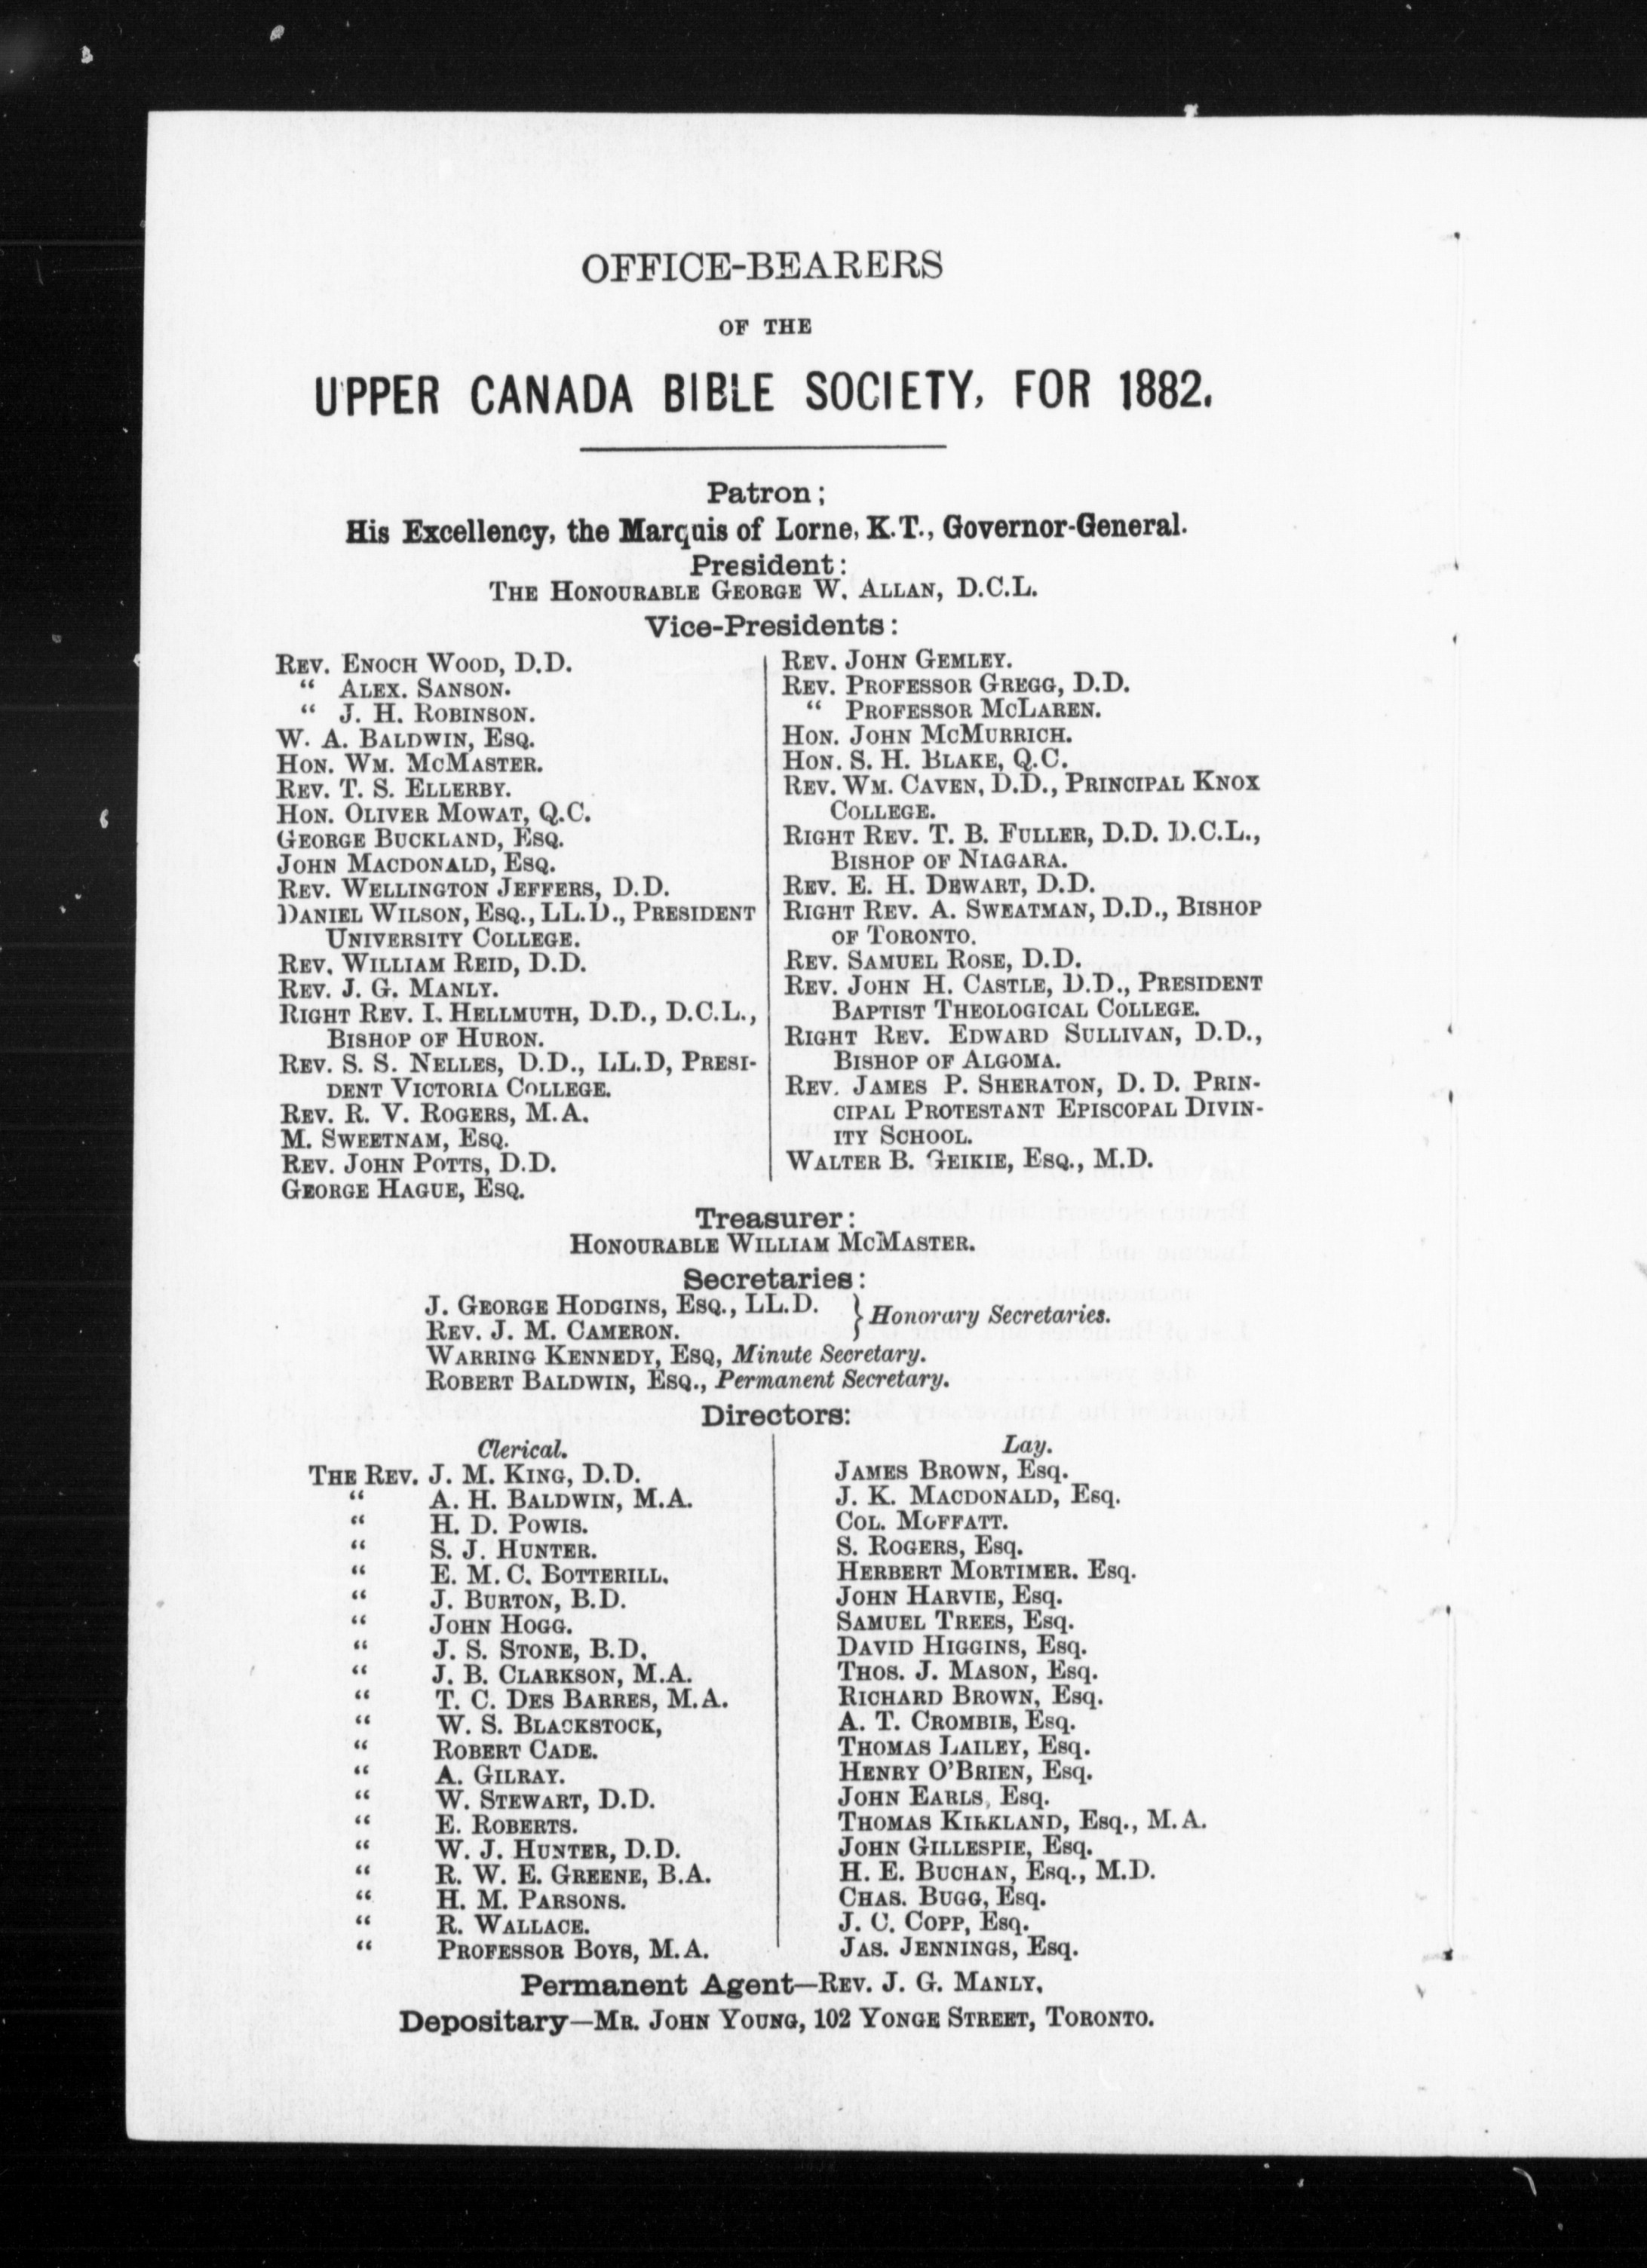 OFFICE-BEARERS
OF THE
UPPER CANADA BIBLE SOCIETY, FOR 1882.
Patron;
His Excellency, the Marquis of Lorne, K.T., Governor-General.
President:
THE HONOURABLE GEORGE W. ALLAN, D.C.L.
Vice-Presidents:
REV. ENOCH WOOD, D.D.
“ ALEX. SANSON.
“ J. H. ROBINSON.
W. A. BALDWIN, ESQ.
HON. WM. MCMASTER.
REV. T. S. ELLERBY.
HON. OLIVER MOWAT, Q.C.
GEORGE BUCKLAND, ESQ.
JOHN MACDONALD, ESQ.
REV. WELLINGTON JEFFERS, D.D.
DANIEL WILSON, ESQ., LL.D., PRESIDENT
UNIVERSITY COLLEGE.
REV. WILLIAM REID, D.D.
REV. J. G. MANLY.
RIGHT REV. I. HELLMUTH, D.D., D.C.L.,
BISHOP OF HURON.
REV. S. S. NELLES, D.D., LL.D, PRESI-
DENT VICTORIA COLLEGE.
REV. R. V. ROGERS, M.A.
M. SWEETNAM, ESQ.
REV. JOHN POTTS, D.D.
GEORGE HAGUE, ESQ.
REV. JOHN GEMLEY.
REV. PROFESSOR GREGG, D.D.
“ PROFESSOR MCLAREN.
HON. JOHN MCMURRICH.
HON. S. H. BLAKE, Q.C.
REV. WM. CAVEN, D.D., PRINCIPAL KNOX
COLLEGE.
RIGHT REV. T. B. FULLER, D.D. D.C.L.,
BISHOP OF NIAGARA.
REV. E. H. DEWART, D.D.
RIGHT REV. A. SWEATMAN, D.D., BISHOP
OF TORONTO.
REV. SAMUEL ROSE, D.D.
REV. JOHN H. CASTLE, D.D., PRESIDENT
BAPTIST THEOLOGICAL COLLEGE.
RIGHT REV. EDWARD SULLIVAN, D.D.,
BISHOP OF ALGOMA.
REV. JAMES P. SHERATON, D. D. PRIN-
CIPAL PROTESTANT EPISCOPAL DIVIN-
ITY SCHOOL.
WALTER B. GEIKIE, ESQ., M.D.
Treasurer:
HONOURABLE WILLIAM MCMASTER.
Secretaries:
J. GEORGE HODGINS, ESQ., LL.D.
REV. J. M. CAMERON.
} Honorary Secretaries.
WARRING KENNEDY, ESQ, Minute Secretary.
ROBERT BALDWIN, ESQ., Permanent Secretary.
Directors:
Clerical.
THE REV. J. M. KING, D.D.
“ A. H. BALDWIN, M.A.
“ H. D. POWIS.
“ S. J. HUNTER.
“ E. M. C. BOTTERILL.
“ J. BURTON, B.D.
“ JOHN HOGG.
“ J. S. STONE, B.D.
“ J. B. CLARKSON, M.A.
“ T. C. DES BARRES, M.A.
“ W. S. BLACKSTOCK,
“ ROBERT CADE.
“ A. GILRAY.
“ W. STEWART, D.D.
“ E. ROBERTS.
“ W. J. HUNTER, D.D.
“ R. W. E. GREENE, B.A.
“ H. M. PARSONS.
“ R. WALLACE.
“ PROFESSOR BOYS, M.A.
Lay.
JAMES BROWN, Esq.
J. K. MACDONALD, Esq.
COL. MOFFATT.
S. ROGERS, Esq.
HERBERT MORTIMER. Esq.
JOHN HARVIE, Esq.
SAMUEL TREES, Esq.
DAVID HIGGINS, Esq.
THOS. J. MASON, Esq.
RICHARD BROWN, Esq.
A. T. CROMBIE, Esq.
THOMAS LAILEY, Esq.
HENRY O'BRIEN, Esq.
JOHN EARLS, Esq.
THOMAS KIRKLAND, Esq., M.A.
JOHN GILLESPIE, Esq.
H. E. BUCHAN, Esq., M.D.
CHAS. BUGG, Esq.
J. C. COPP, Esq.
JAS. JENNINGS, Esq.
Permanent Agent—REV. J. G. MANLY.
Depositary—MR. JOHN YOUNG, 102 YONGE STREET, TORONTO.